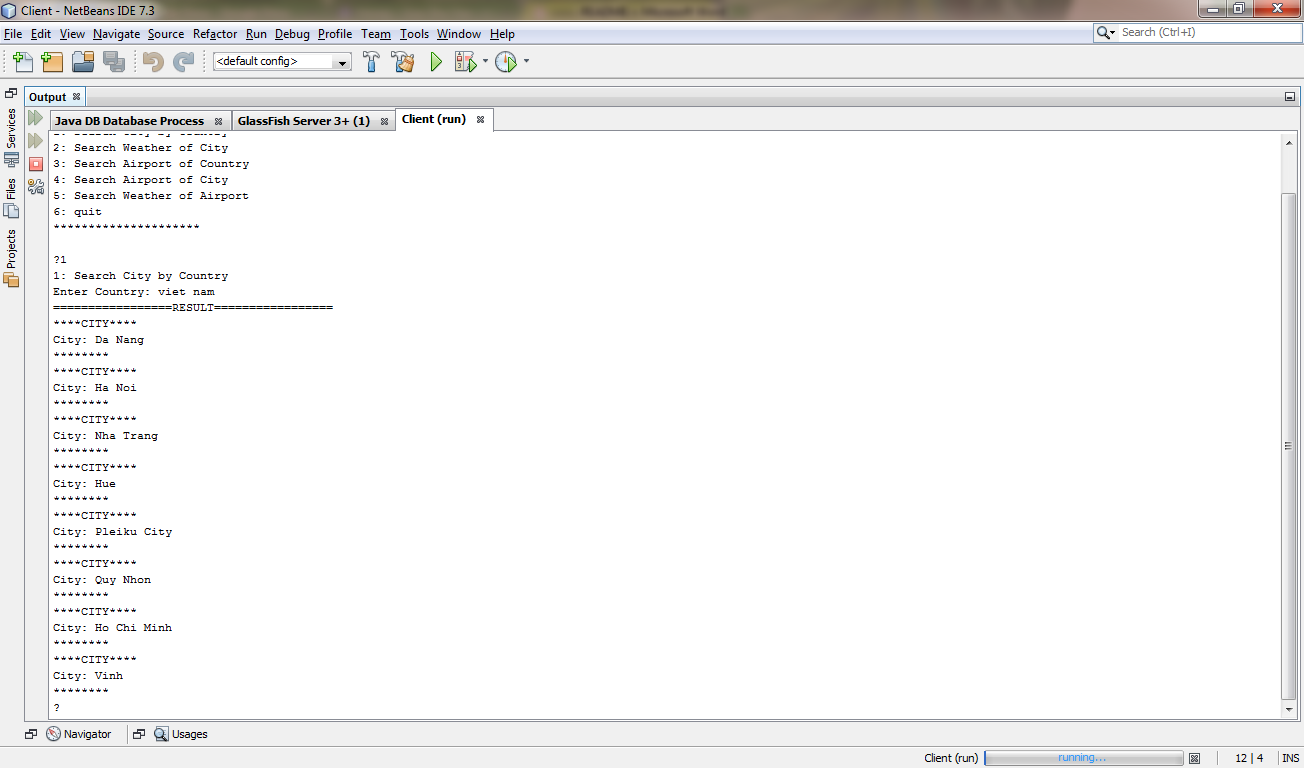 Client - NetBeans IDE 7.3
File Edit View Navigate Source Refactor Run Debug Profile Team Tools Window Help
Search (Ctrl+I)
<default config>
Output
Services
Files
Projects
Java DB Database Process GlassFish Server 3+ (1) Client (run)
2: Search Weather of City
3: Search Airport of Country
4: Search Airport of City
5: Search Weather of Airport
6: quit
*********************
?1
1: Search City by Country
Enter Country: viet nam
=================RESULT=================
****CITY****
City: Da Nang
********
****CITY****
City: Ha Noi
********
****CITY****
City: Nha Trang
********
****CITY****
City: Hue
********
****CITY****
City: Pleiku City
********
****CITY****
City: Quy Nhon
********
****CITY****
City: Ho Chi Minh
********
****CITY****
City: Vinh
********
?
Navigator Usages
Client (run) running... 12 | 4 INS